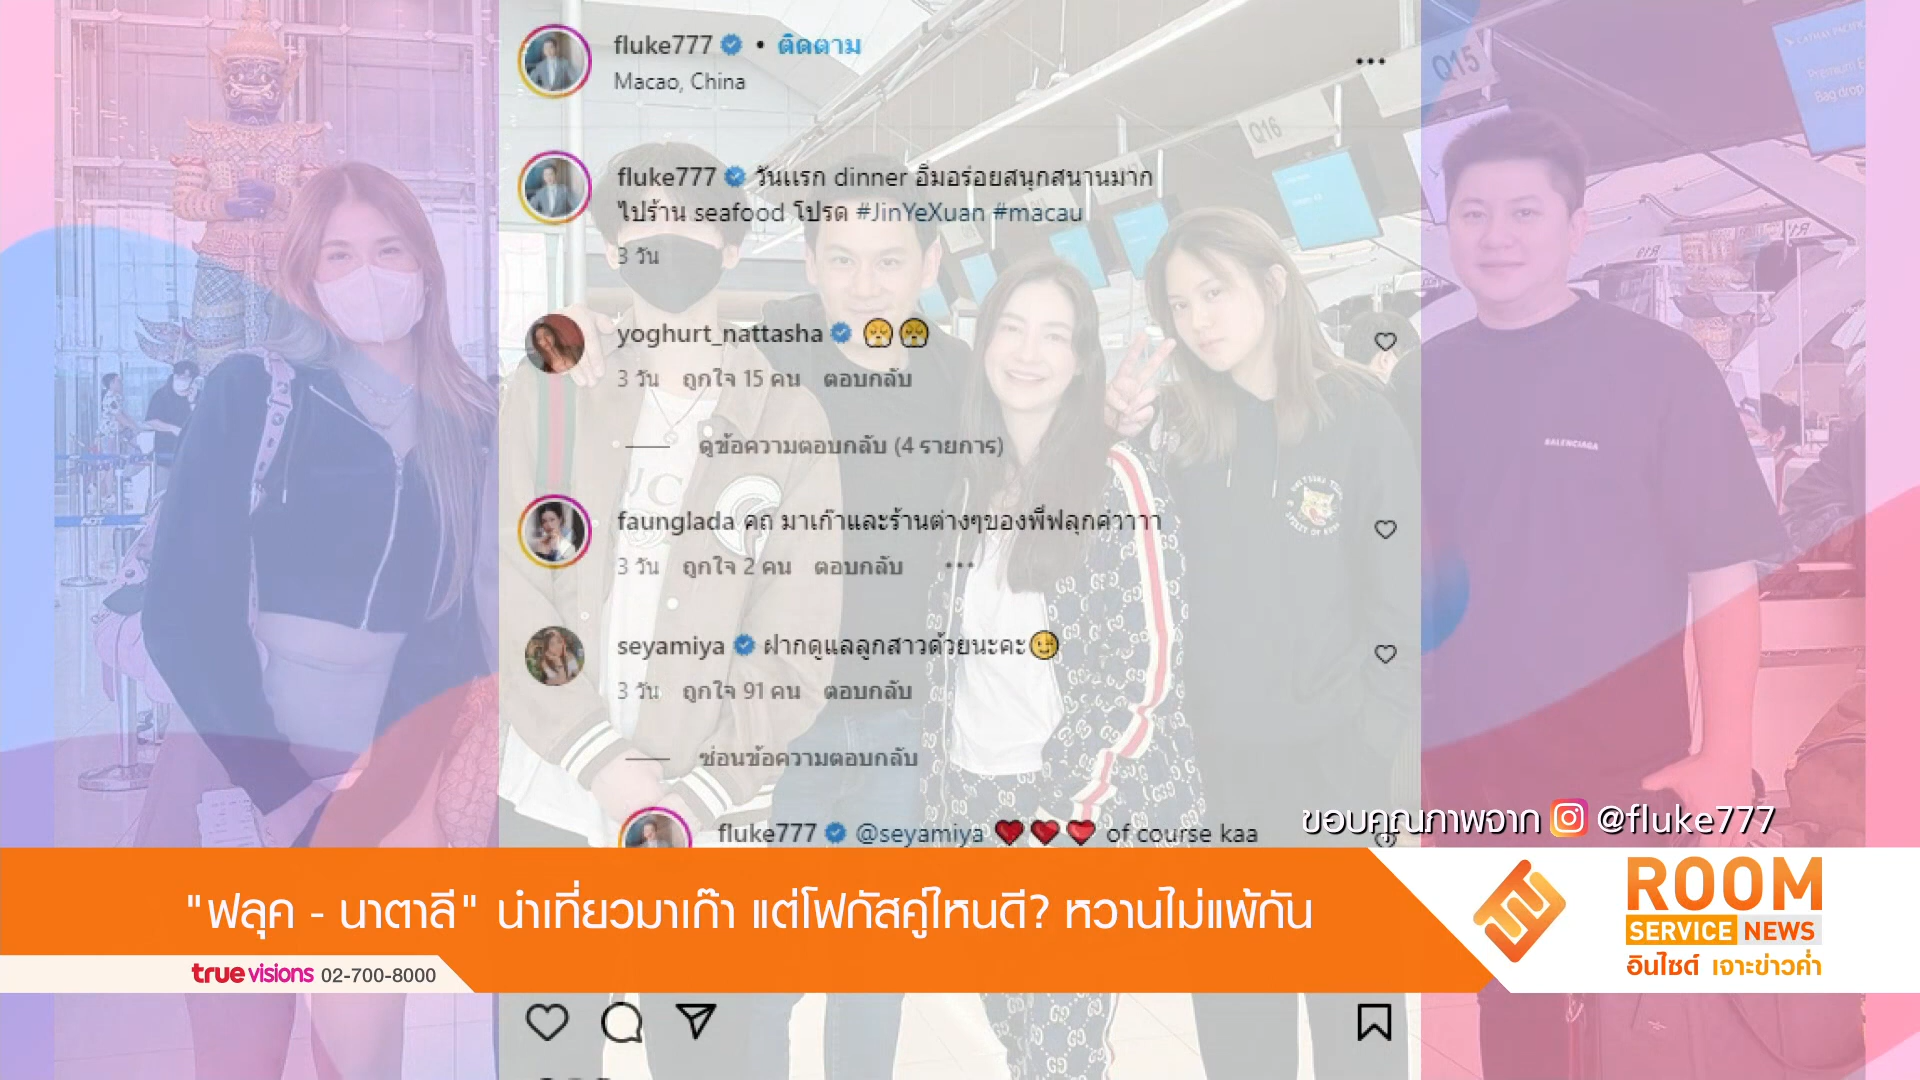 fluke777 • ติดตาม
Macao, China
fluke777 วันแรก dinner อิ่มอร่อยสนุกสนานมาก
ไปร้าน seafood โปรด #JinYeXuan #macau
3 วัน
yoghurt_nattasha 😤😤
3 วัน ถูกใจ 15 คน ตอบกลับ
ดูข้อความตอบกลับ (4 รายการ)
faunglada คถ มาเก๊าและร้านต่างๆของพี่ฟลุกค่าาาา
3 วัน ถูกใจ 2 คน ตอบกลับ •••
seyamiya ฝากดูแลลูกสาวด้วยนะคะ😉
3 วัน ถูกใจ 91 คน ตอบกลับ
ซ่อนข้อความตอบกลับ
fluke777 @seyamiya ❤️❤️❤️ of course kaa
Q15
CATHAY PACIFIC
Premium E
Bag drop
Q16
BALENCIAGA
AOT
ขอบคุณภาพจาก @fluke777
"ฟลุค - นาตาลี" นำเที่ยวมาเก๊า แต่โฟกัสคู่ไหนดี? หวานไม่แพ้กัน
truevisions 02-700-8000
ROOM
SERVICE NEWS
อินไซด์ เจาะข่าวค่ำ